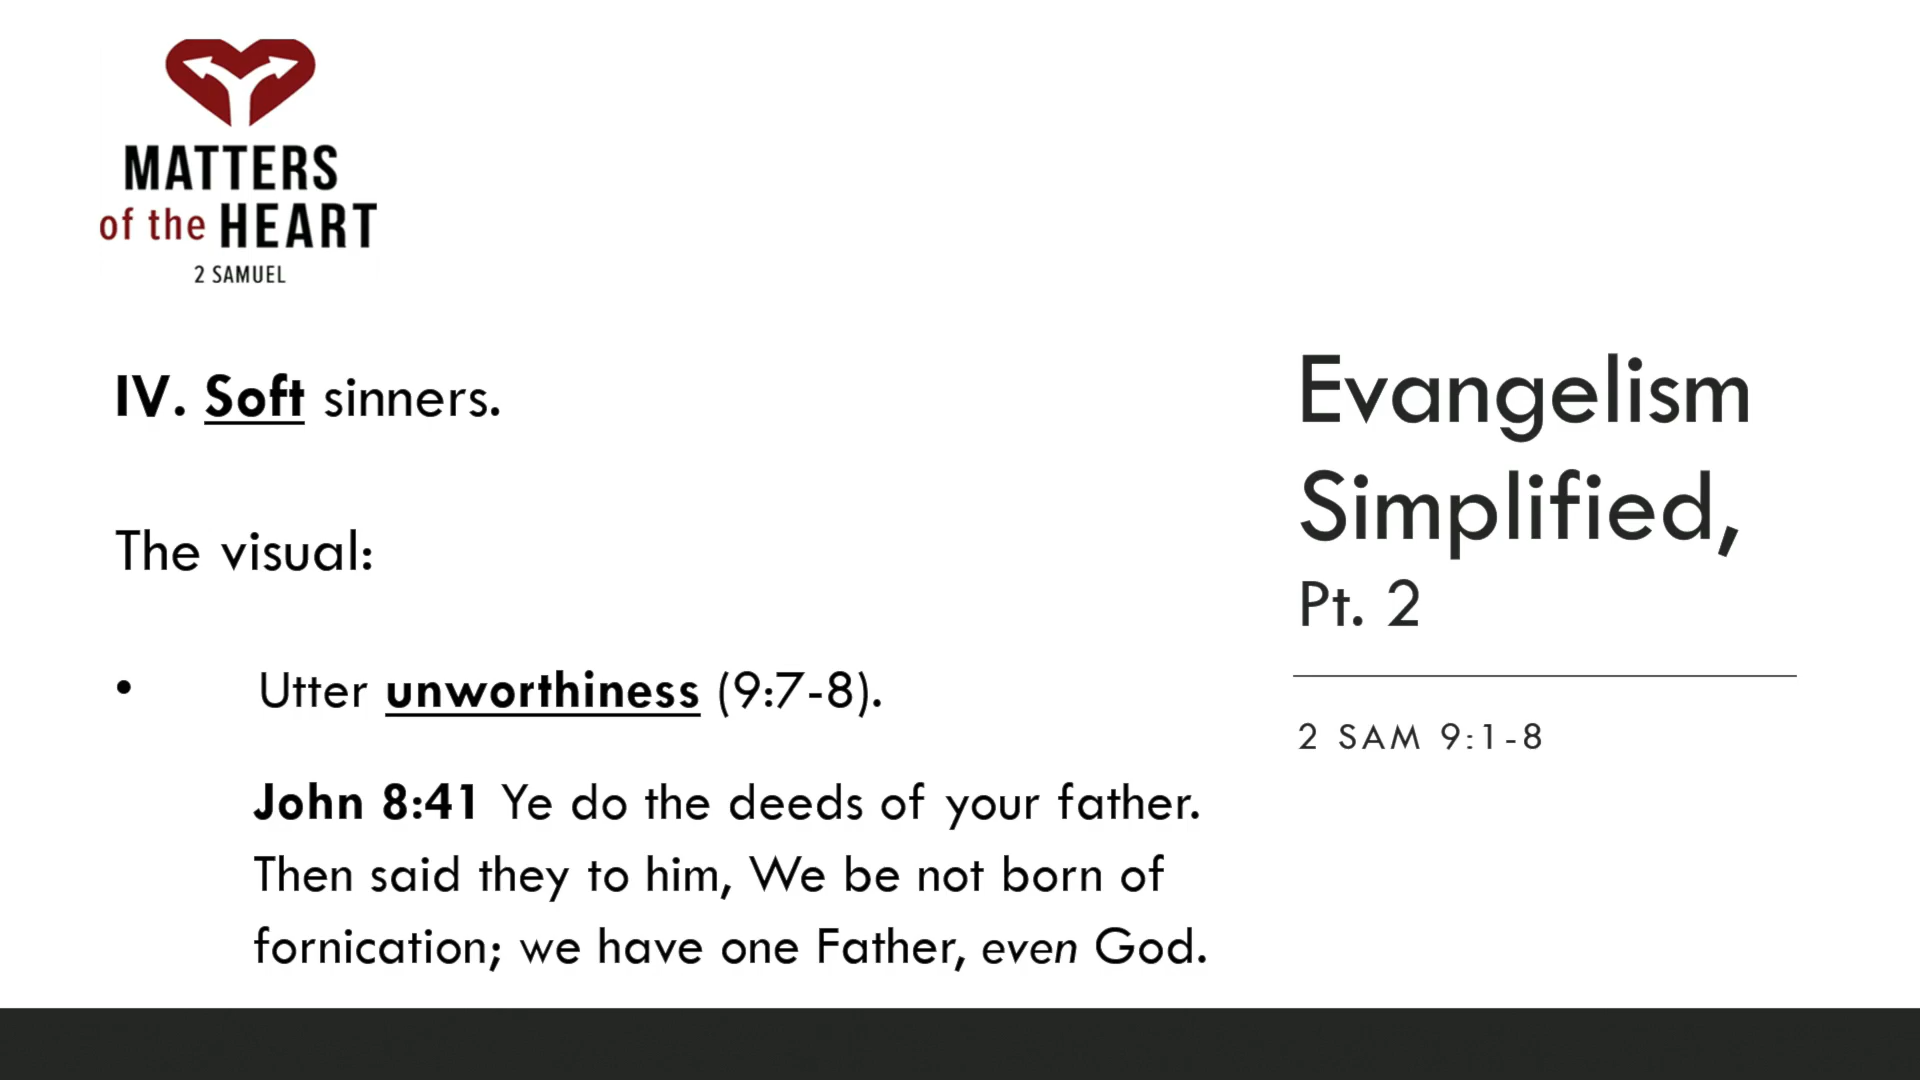 MATTERS
of the HEART
2 SAMUEL
IV. Soft sinners.
The visual:
• Utter unworthiness (9:7-8).
John 8:41 Ye do the deeds of your father.
Then said they to him, We be not born of
fornication; we have one Father, even God.
Evangelism
Simplified,
Pt. 2
2 SAM 9:1-8